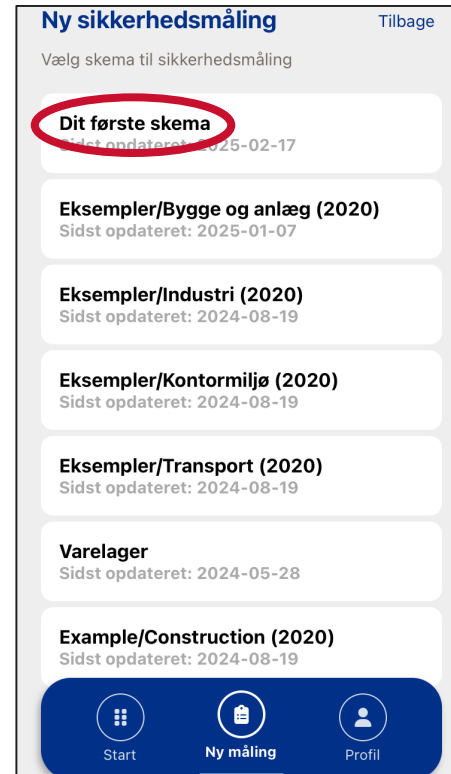 Ny sikkerhedsmåling
Tilbage
Vælg skema til sikkerhedsmåling
Dit første skema
Sidst opdateret: 2025-02-17
Eksempler/Bygge og anlæg (2020)
Sidst opdateret: 2025-01-07
Eksempler/Industri (2020)
Sidst opdateret: 2024-08-19
Eksempler/Kontormiljø (2020)
Sidst opdateret: 2024-08-19
Eksempler/Transport (2020)
Sidst opdateret: 2024-08-19
Varelager
Sidst opdateret: 2024-05-28
Example/Construction (2020)
Sidst opdateret: 2024-08-19
Start
Ny måling
Profil